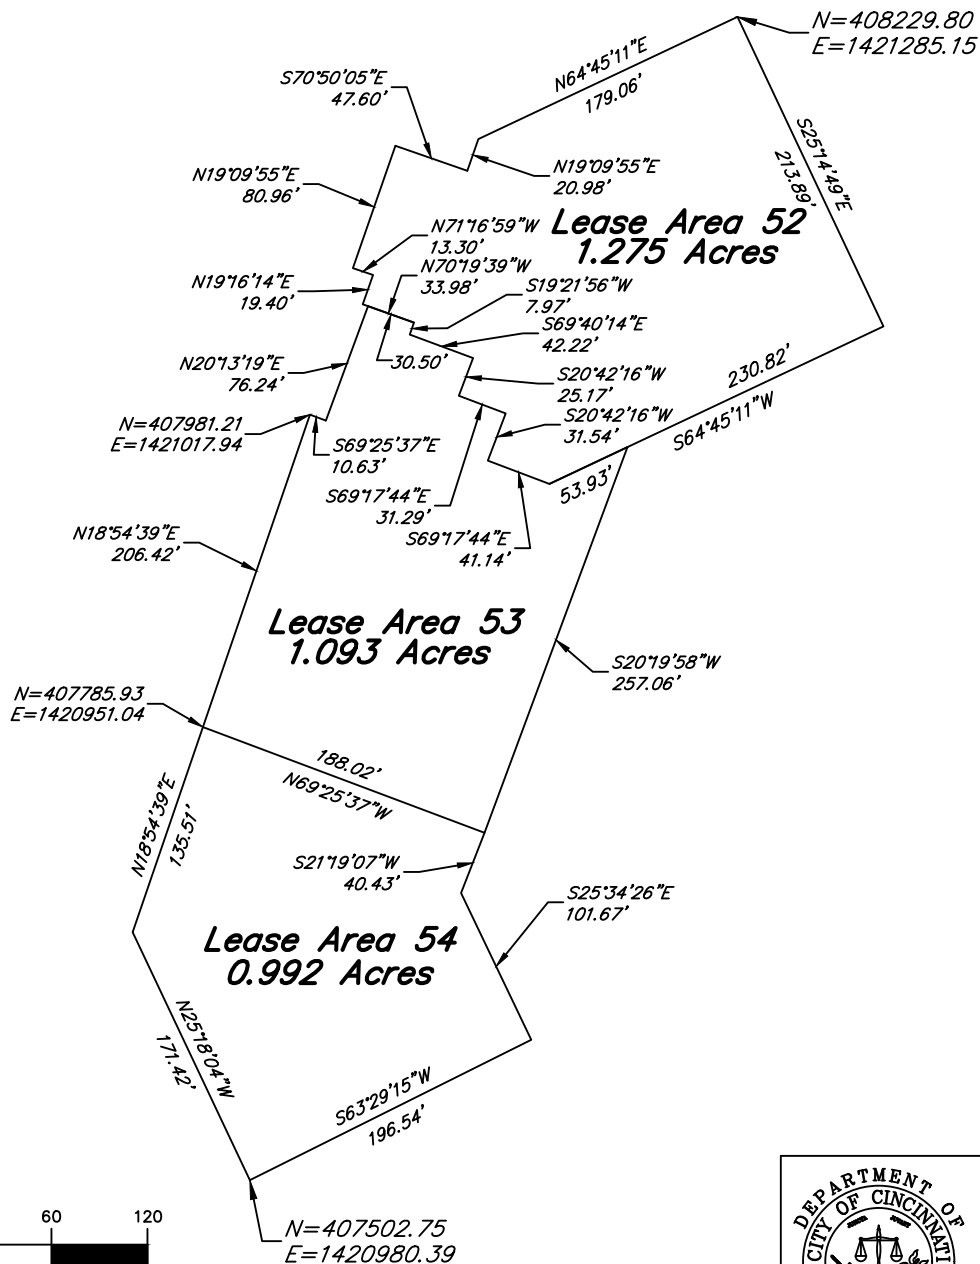 N=408229.80
E=1421285.15
N64°45'11"E
179.06'
S70°50'05"E
47.60'
S25°14'49"E
213.89'
N19°09'55"E
80.96'
N19°09'55"E
20.98'
Lease Area 52
1.275 Acres
N71°16'59"W
13.30'
N70°19'39"W
33.98'
N19°16'14"E
19.40'
S19°21'56"W
7.97'
S69°40'14"E
42.22'
30.50'
N20°13'19"E
76.24'
S20°42'16"W
25.17'
230.82'
S64°45'11"W
S20°42'16"W
31.54'
N=407981.21
E=1421017.94
S69°25'37"E
10.63'
53.93'
S69°17'44"E
31.29'
S69°17'44"E
41.14'
N18°54'39"E
206.42'
Lease Area 53
1.093 Acres
S20°19'58"W
257.06'
N=407785.93
E=1420951.04
188.02'
N69°25'37"W
N18°54'39"E
135.51'
S21°19'07"W
40.43'
S25°34'26"E
101.67'
Lease Area 54
0.992 Acres
N25°18'04"W
171.42'
S63°29'15"W
196.54'
N=407502.75
E=1420980.39
60 120
DEPARTMENT OF
CITY OF CINCINNATI